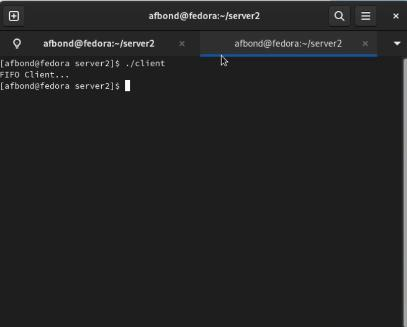 afbond@fedora:~/server2
afbond@fedora:~/server2
afbond@fedora:~/server2
[afbond@fedora server2]$ ./client
FIFO Client...
[afbond@fedora server2]$